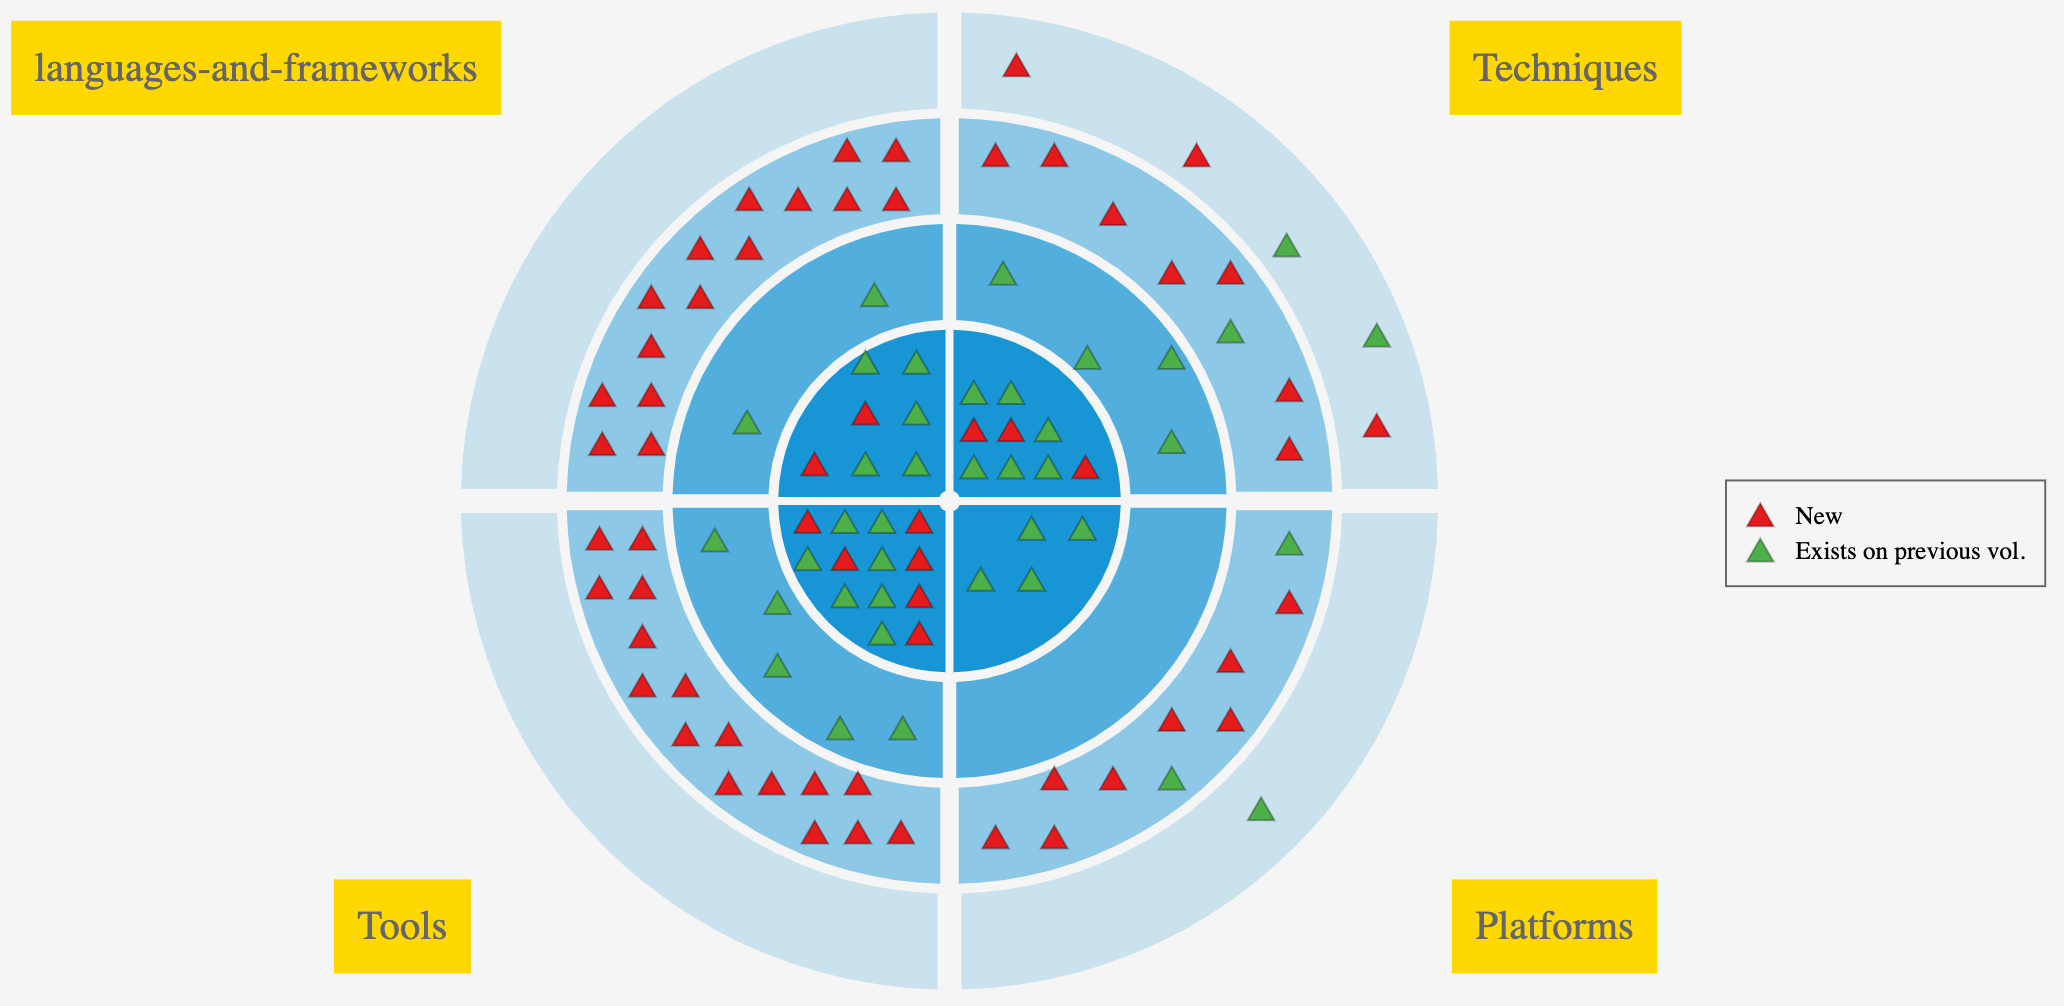 languages-and-frameworks
Techniques
New
Exists on previous vol.
Tools
Platforms